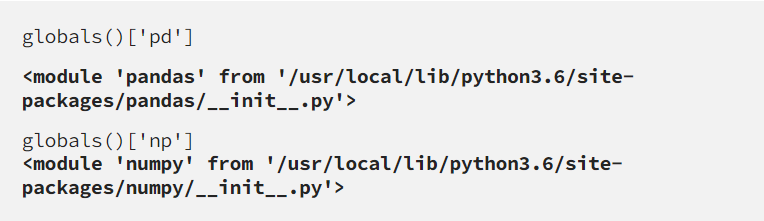 globals()['pd']
<module 'pandas' from '/usr/local/lib/python3.6/site-
packages/pandas/__init__.py'>
globals()['np']
<module 'numpy' from '/usr/local/lib/python3.6/site-
packages/numpy/__init__.py'>